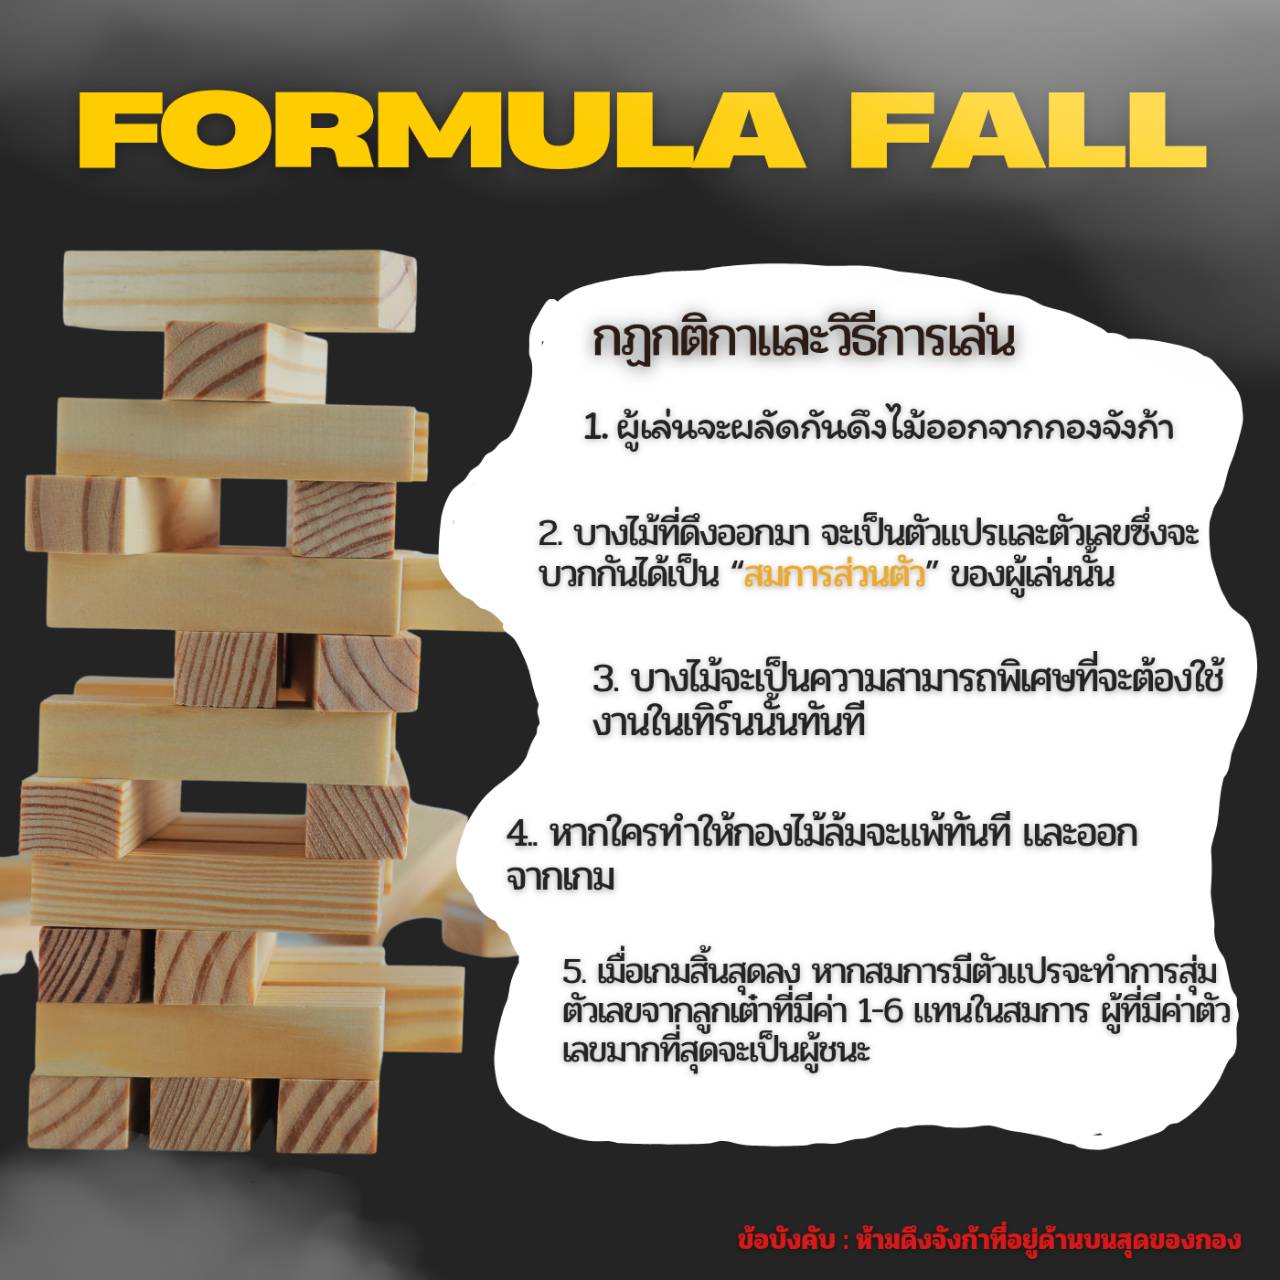 FORMULA FALL
กฎกติกาและวิธีการเล่น
1. ผู้เล่นจะผลัดกันดึงไม้ออกจากกองจังก้า
2. บางไม้ที่ดึงออกมา จะเป็นตัวแปรและตัวเลขซึ่งจะ
บวกกันได้เป็น “สมการส่วนตัว” ของผู้เล่นนั้น
3. บางไม้จะเป็นความสามารถพิเศษที่จะต้องใช้
งานในเทิร์นนั้นทันที
4.. หากใครทำให้กองไม้ล้มจะแพ้ทันที และออก
จากเกม
5. เมื่อเกมสิ้นสุดลง หากสมการมีตัวแปรจะทำการสุ่ม
ตัวเลขจากลูกเต๋าที่มีค่า 1-6 แทนในสมการ ผู้ที่มีค่าตัว
เลขมากที่สุดจะเป็นผู้ชนะ
ข้อบังคับ : ห้ามดึงจังก้าที่อยู่ด้านบนสุดของกอง